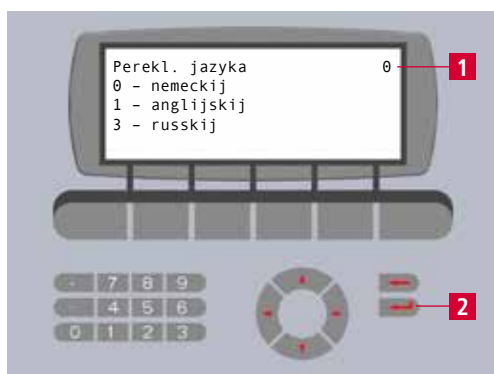 Perekl. jazyka 0
0 – nemeckij
1 – anglijskij
3 – russkij
1
- 7 8 9
4 5 6
0 1 2 3
2